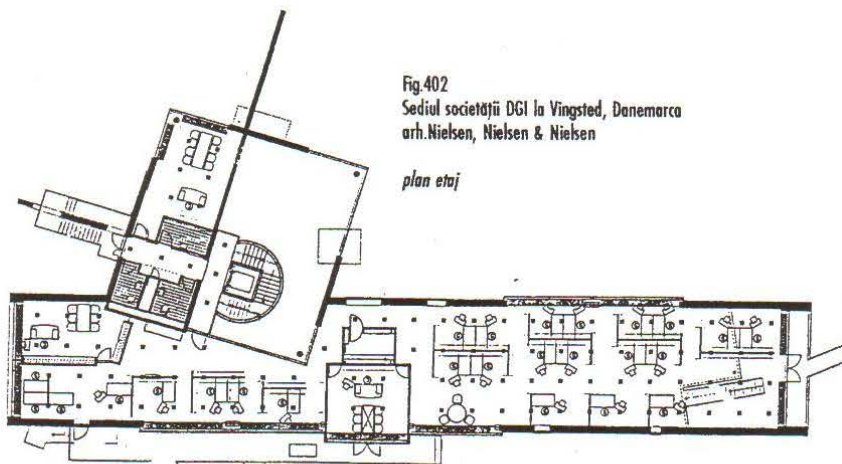 Fig.402
Sediul societății DGI la Vingsted, Danemarca
arh.Nielsen, Nielsen & Nielsen
plan etaj